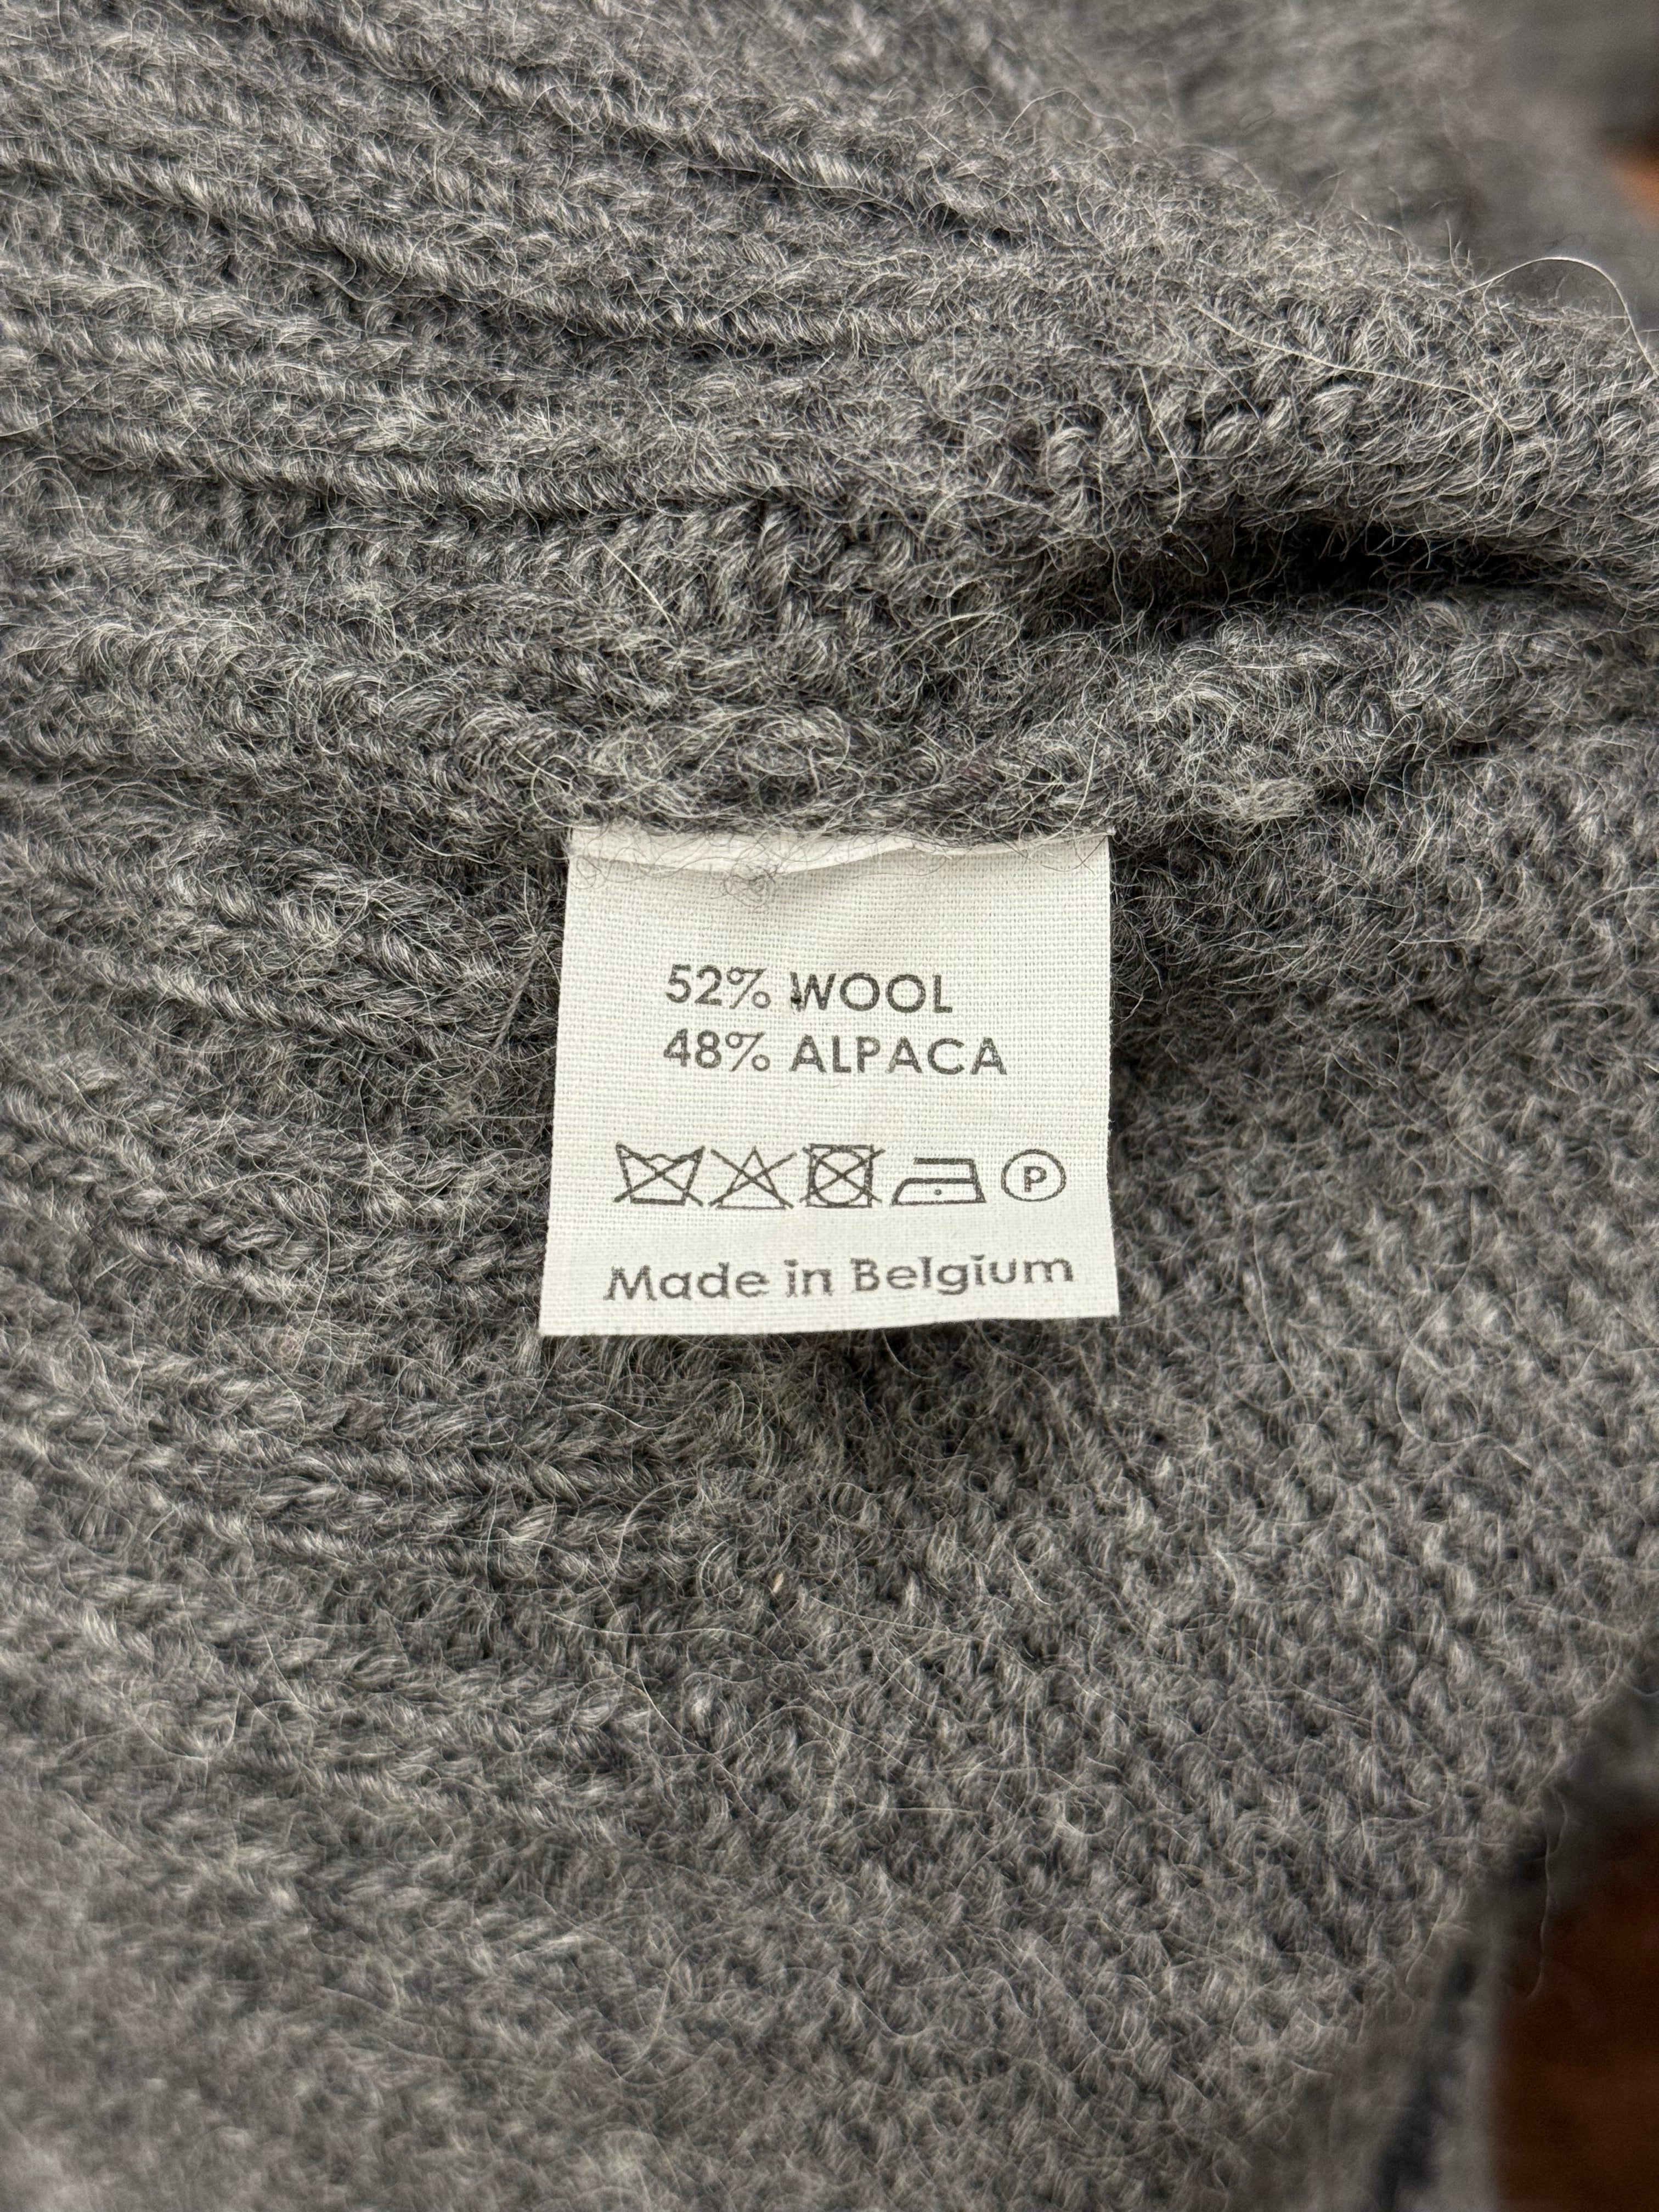 52% WOOL
48% ALPACA
P
Made in Belgium